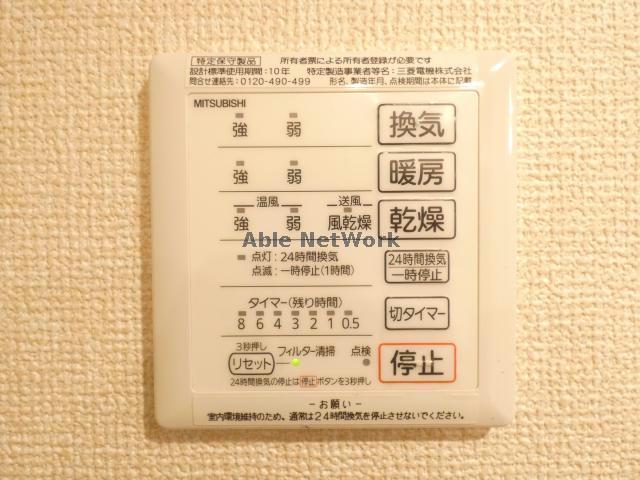 特定保守製品 所有者票による所有者登録が必要です
設計標準使用期間：10年 特定製造事業者等名：三菱電機株式会社
問合せ連絡先：0120-490-499 形名、製造年月、点検期間は本体に記載
MITSUBISHI
強 弱 換気
強 弱 暖房
温風 送風
強 弱 風乾燥 乾燥
点灯：24時間換気
点滅：一時停止(1時間)
24時間換気
一時停止
タイマー(残り時間)
8 6 4 3 2 1 0.5
切タイマー
3秒押し
リセット フィルター清掃 点検
停止
24時間換気の停止は停止ボタンを3秒押し
－お願い－
室内環境維持のため、通常は24時間換気を停止させないでください。
Able NetWork